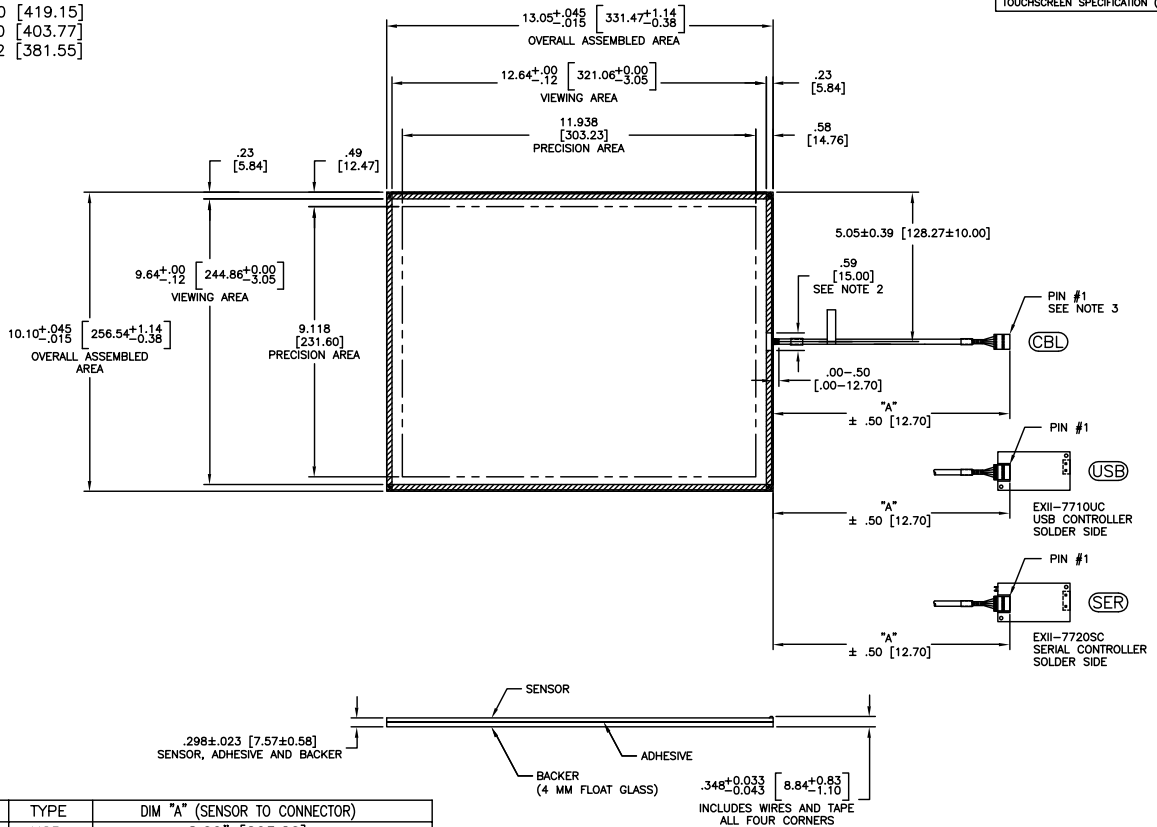 0 [419.15]
0 [403.77]
2 [381.55]
TOUCHSCREEN SPECIFICATION (
13.05+.045 -.015 [331.47+1.14 -0.38]
OVERALL ASSEMBLED AREA
12.64+.00 -.12 [321.06+0.00 -3.05]
VIEWING AREA
.23
[5.84]
11.938
[303.23]
PRECISION AREA
.58
[14.76]
.23
[5.84]
.49
[12.47]
5.05±0.39 [128.27±10.00]
9.64+.00 -.12 [244.86+0.00 -3.05]
VIEWING AREA
.59
[15.00]
SEE NOTE 2
PIN #1
SEE NOTE 3
CBL
10.10+.045 -.015 [256.54+1.14 -0.38]
OVERALL ASSEMBLED
AREA
9.118
[231.60]
PRECISION AREA
.00-.50
[.00-12.70]
"A"
± .50 [12.70]
PIN #1
USB
"A"
± .50 [12.70]
EXII-7710UC
USB CONTROLLER
SOLDER SIDE
PIN #1
SER
"A"
± .50 [12.70]
EXII-7720SC
SERIAL CONTROLLER
SOLDER SIDE
SENSOR
.298±.023 [7.57±0.58]
SENSOR, ADHESIVE AND BACKER
ADHESIVE
BACKER
(4 MM FLOAT GLASS)
.348+0.033 -0.043 [8.84+0.83 -1.10]
INCLUDES WIRES AND TAPE
ALL FOUR CORNERS
TYPE DIM "A" (SENSOR TO CONNECTOR)